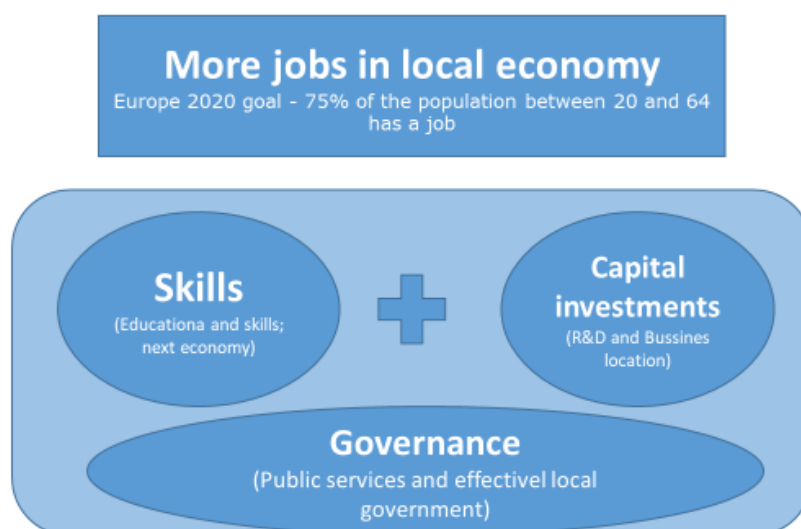 More jobs in local economy
Europe 2020 goal - 75% of the population between 20 and 64
has a job
Skills
(Educationa and skills;
next economy)
Capital
investments
(R&D and Bussines
location)
Governance
(Public services and effectivel local
government)